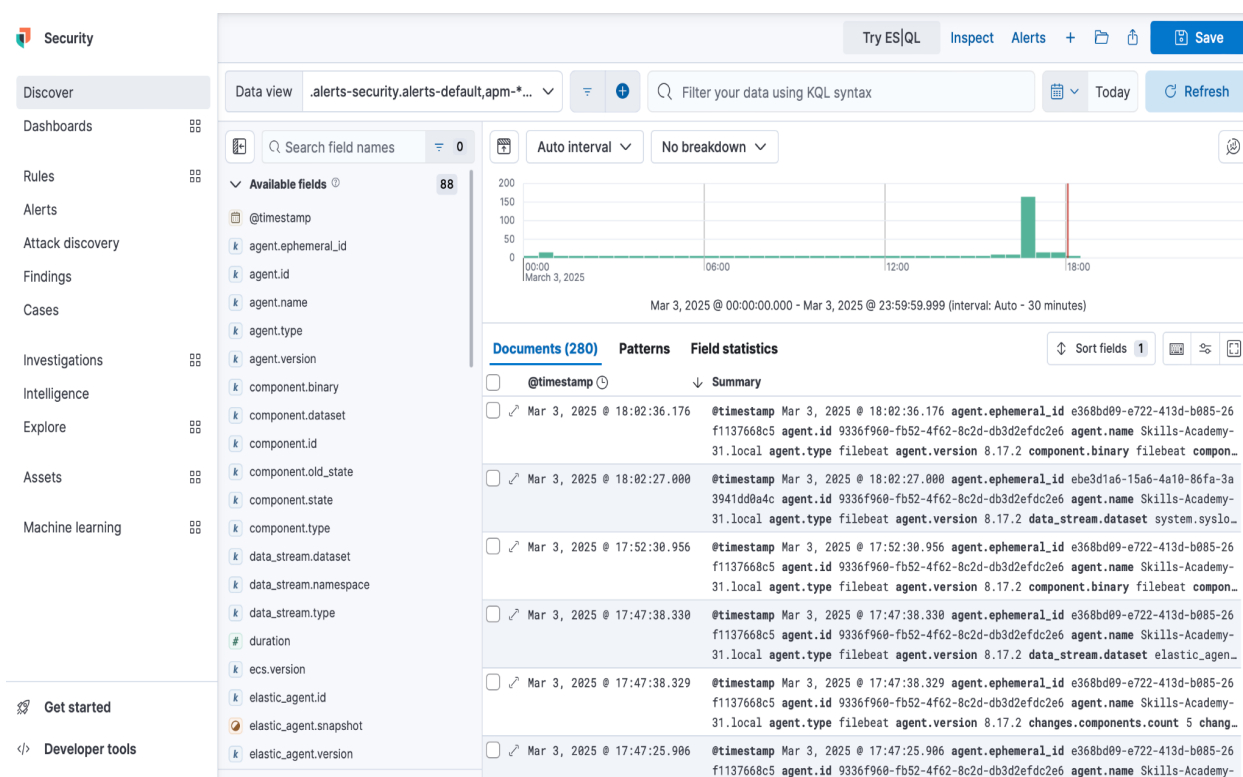 Security
Try ES|QL Inspect Alerts + Save
Discover
Dashboards
Rules
Alerts
Attack discovery
Findings
Cases
Investigations
Intelligence
Explore
Assets
Machine learning
Get started
Developer tools
Data view .alerts-security.alerts-default,apm-*... Filter your data using KQL syntax Today Refresh
Search field names 0
Available fields 88
@timestamp
k agent.ephemeral_id
k agent.id
k agent.name
k agent.type
k agent.version
k component.binary
k component.dataset
k component.id
k component.old_state
k component.state
k component.type
k data_stream.dataset
k data_stream.namespace
k data_stream.type
# duration
k ecs.version
k elastic_agent.id
elastic_agent.snapshot
k elastic_agent.version
Auto interval No breakdown
200
150
100
50
0
00:00 06:00 12:00 18:00
March 3, 2025
Mar 3, 2025 @ 00:00:00.000 - Mar 3, 2025 @ 23:59:59.999 (interval: Auto - 30 minutes)
Documents (280) Patterns Field statistics Sort fields 1
@timestamp Summary
Mar 3, 2025 @ 18:02:36.176 @timestamp Mar 3, 2025 @ 18:02:36.176 agent.ephemeral_id e368bd09-e722-413d-b085-26
f1137668c5 agent.id 9336f960-fb52-4f62-8c2d-db3d2efdc2e6 agent.name Skills-Academy-
31.local agent.type filebeat agent.version 8.17.2 component.binary filebeat compon…
Mar 3, 2025 @ 18:02:27.000 @timestamp Mar 3, 2025 @ 18:02:27.000 agent.ephemeral_id ebe3d1a6-15a6-4a10-86fa-3a
3941dd0a4c agent.id 9336f960-fb52-4f62-8c2d-db3d2efdc2e6 agent.name Skills-Academy-
31.local agent.type filebeat agent.version 8.17.2 data_stream.dataset system.syslo…
Mar 3, 2025 @ 17:52:30.956 @timestamp Mar 3, 2025 @ 17:52:30.956 agent.ephemeral_id e368bd09-e722-413d-b085-26
f1137668c5 agent.id 9336f960-fb52-4f62-8c2d-db3d2efdc2e6 agent.name Skills-Academy-
31.local agent.type filebeat agent.version 8.17.2 component.binary filebeat compon…
Mar 3, 2025 @ 17:47:38.330 @timestamp Mar 3, 2025 @ 17:47:38.330 agent.ephemeral_id e368bd09-e722-413d-b085-26
f1137668c5 agent.id 9336f960-fb52-4f62-8c2d-db3d2efdc2e6 agent.name Skills-Academy-
31.local agent.type filebeat agent.version 8.17.2 data_stream.dataset elastic_agen…
Mar 3, 2025 @ 17:47:38.329 @timestamp Mar 3, 2025 @ 17:47:38.329 agent.ephemeral_id e368bd09-e722-413d-b085-26
f1137668c5 agent.id 9336f960-fb52-4f62-8c2d-db3d2efdc2e6 agent.name Skills-Academy-
31.local agent.type filebeat agent.version 8.17.2 changes.components.count 5 chang…
Mar 3, 2025 @ 17:47:25.906 @timestamp Mar 3, 2025 @ 17:47:25.906 agent.ephemeral_id e368bd09-e722-413d-b085-26
f1137668c5 agent.id 9336f960-fb52-4f62-8c2d-db3d2efdc2e6 agent.name Skills-Academy-